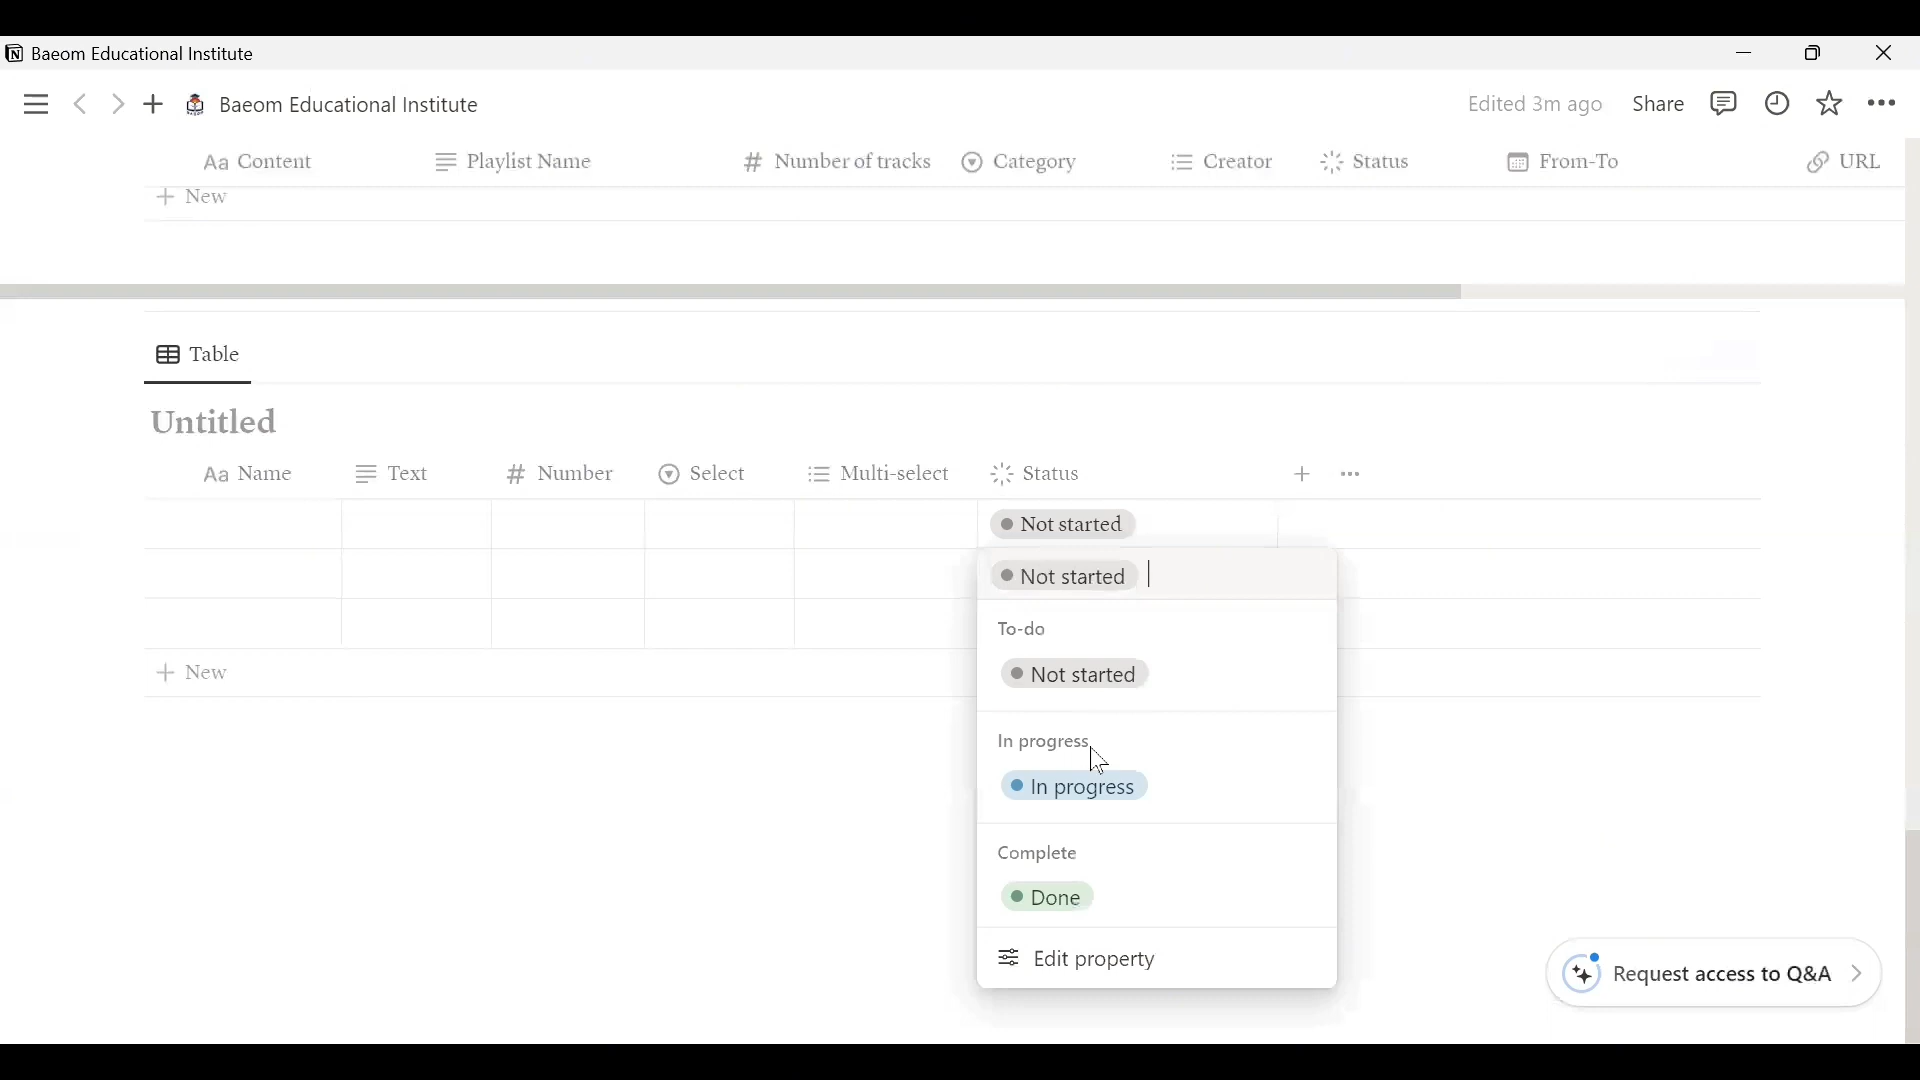 Baeom Educational Institute
Baeom Educational Institute Edited 3m ago Share
Aa Content Playlist Name # Number of tracks Category Creator Status From-To URL
+ New
Table
Untitled
Aa Name Text # Number Select Multi-select Status + •••
Not started
Not started
To-do
Not started
+ New
In progress
In progress
Complete
Done
Edit property
Request access to Q&A